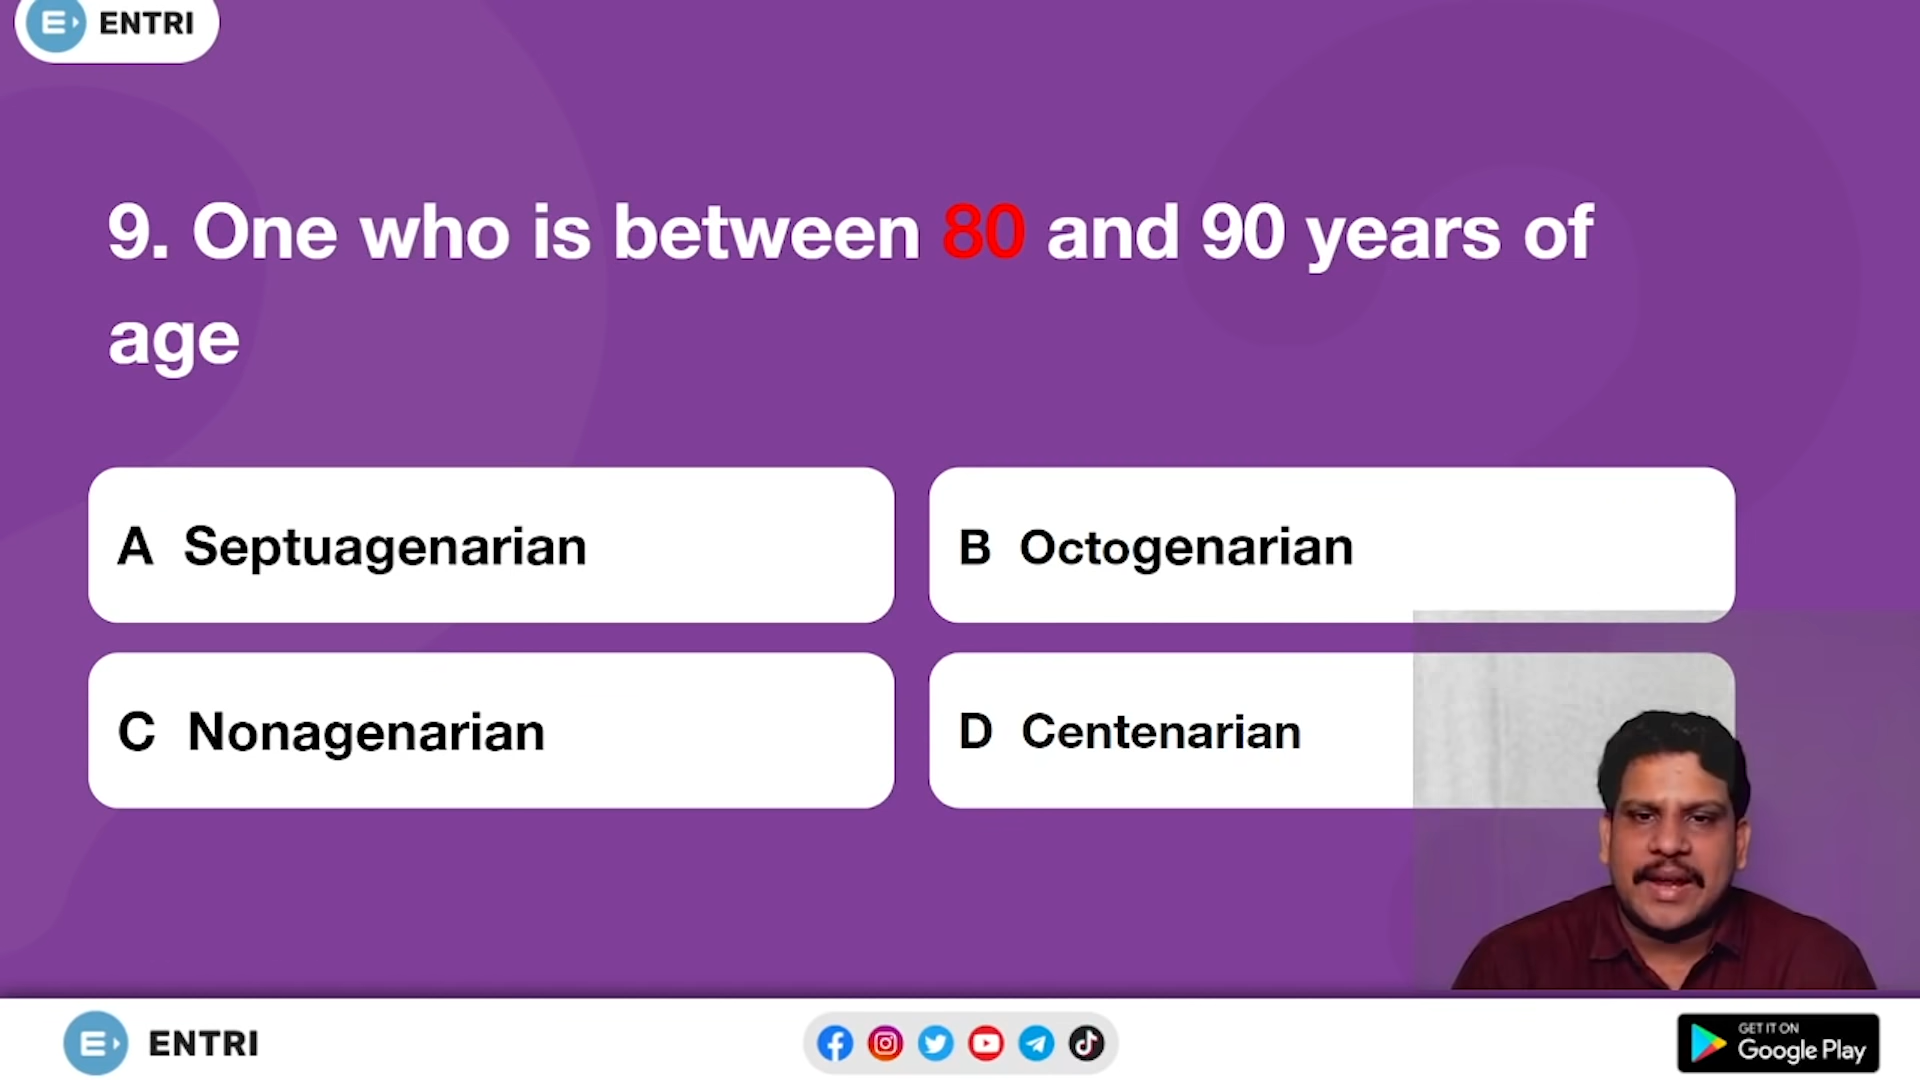 ENTRI
9. One who is between 80 and 90 years of
age
A Septuagenarian
B Octogenarian
C Nonagenarian
D Centenarian
ENTRI
GET IT ON
Google Play